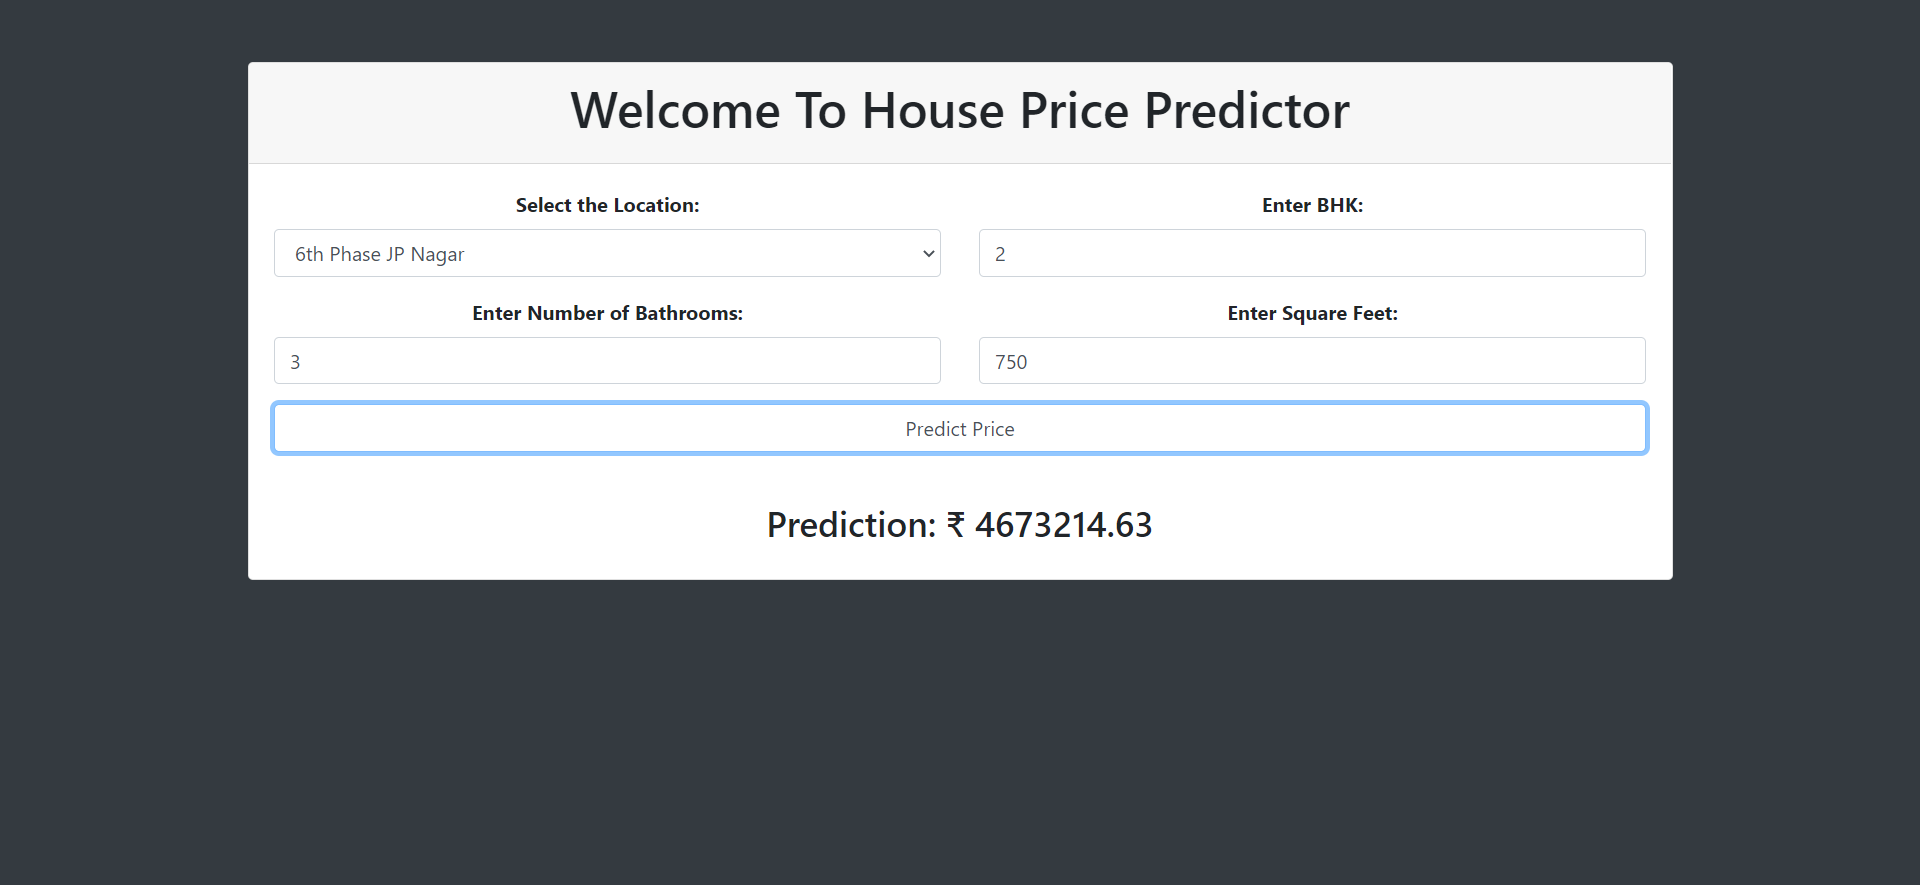 Welcome To House Price Predictor
Select the Location:
Enter BHK:
6th Phase JP Nagar
2
Enter Number of Bathrooms:
Enter Square Feet:
3
750
Predict Price
Prediction: ₹ 4673214.63